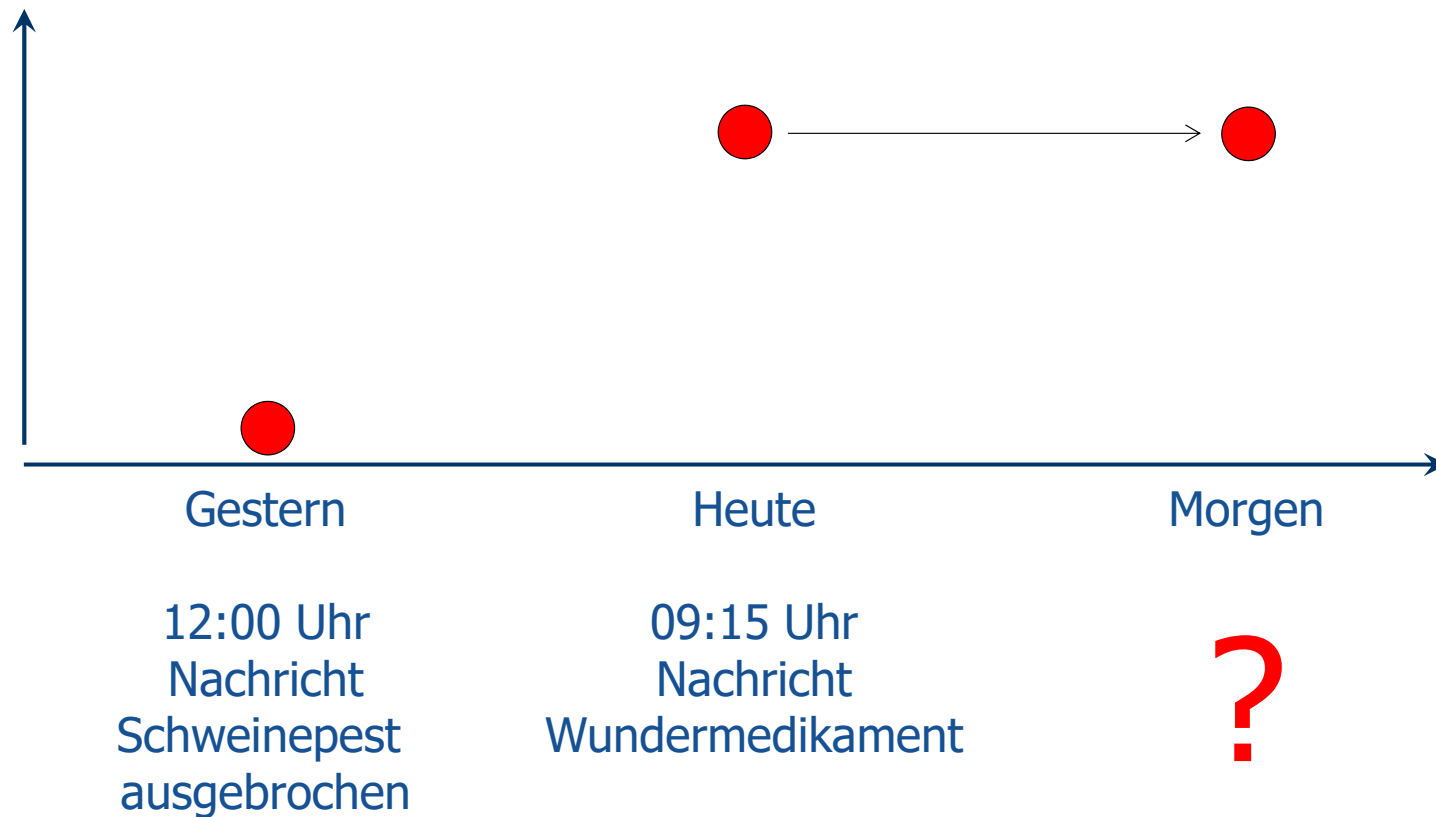 Gestern
Heute
Morgen
12:00 Uhr
Nachricht
Schweinepest
ausgebrochen
09:15 Uhr
Nachricht
Wundermedikament
?